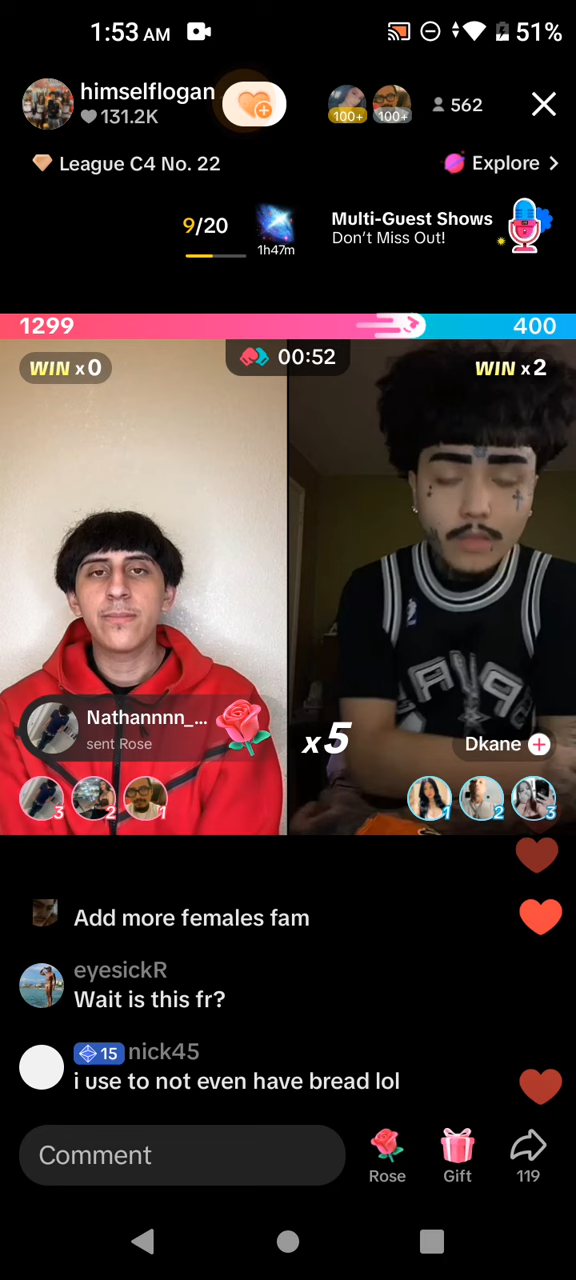 1:53 AM
51%
himselflogan
131.2K
100+
100+
562
League C4 No. 22
Explore >
9/20
1h47m
Multi-Guest Shows
Don't Miss Out!
1299
400
WIN x0
00:52
WIN x2
Nathannnn_...
sent Rose
x5
Dkane
3
2
1
1
2
3
Add more females fam
eyesickR
Wait is this fr?
15 nick45
i use to not even have bread lol
Comment
Rose
Gift
119